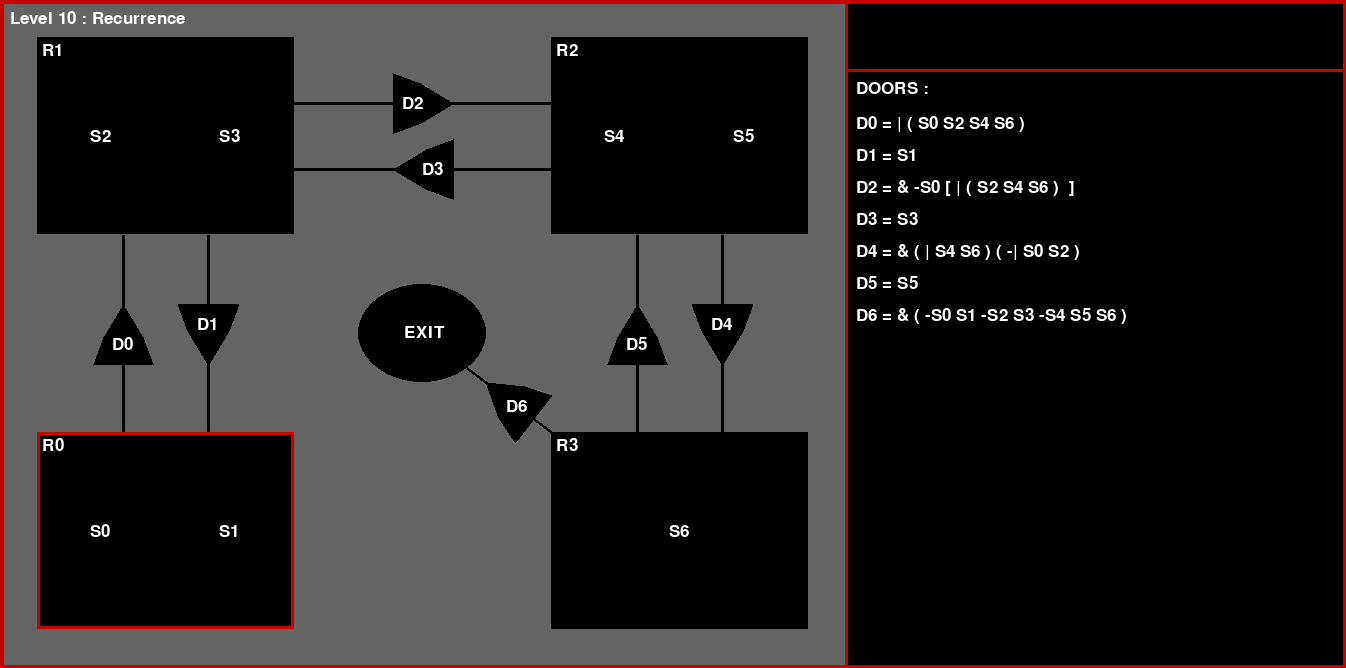 Level 10 : Recurrence
R1
R2
D2
S2
S3
S4
S5
D3
D1
D0
EXIT
D5
D4
D6
R0
R3
S0
S1
S6
DOORS :
D0 = | ( S0 S2 S4 S6 )
D1 = S1
D2 = & -S0 [ | ( S2 S4 S6 ) ]
D3 = S3
D4 = & ( | S4 S6 ) ( -| S0 S2 )
D5 = S5
D6 = & ( -S0 S1 -S2 S3 -S4 S5 S6 )